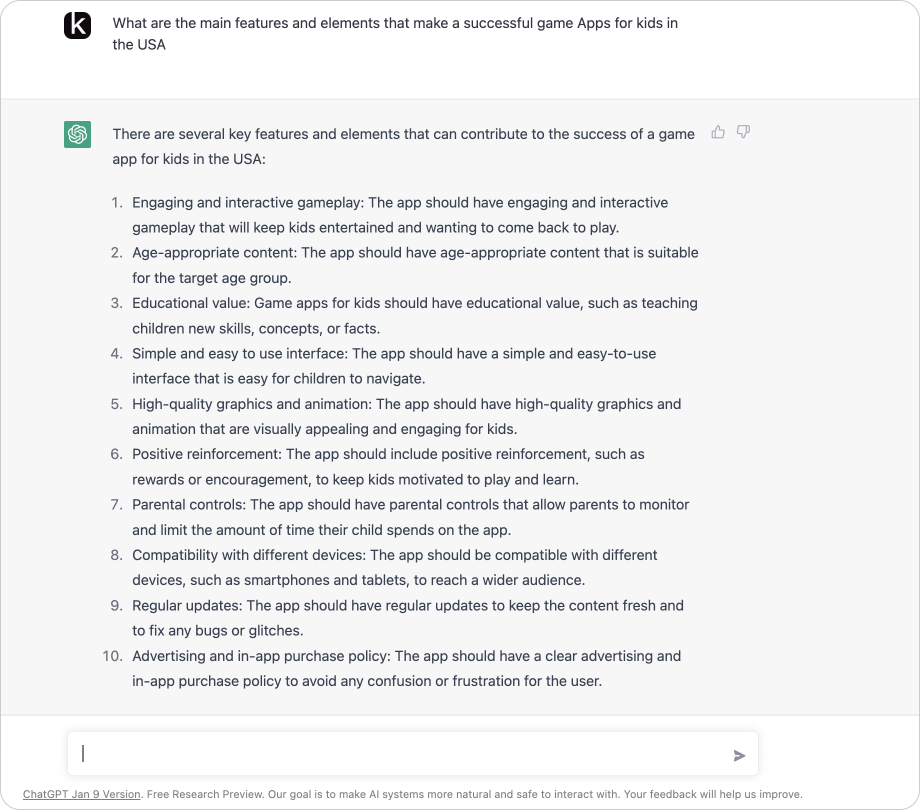 k
What are the main features and elements that make a successful game Apps for kids in
the USA
There are several key features and elements that can contribute to the success of a game
app for kids in the USA:
1. Engaging and interactive gameplay: The app should have engaging and interactive
gameplay that will keep kids entertained and wanting to come back to play.
2. Age-appropriate content: The app should have age-appropriate content that is suitable
for the target age group.
3. Educational value: Game apps for kids should have educational value, such as teaching
children new skills, concepts, or facts.
4. Simple and easy to use interface: The app should have a simple and easy-to-use
interface that is easy for children to navigate.
5. High-quality graphics and animation: The app should have high-quality graphics and
animation that are visually appealing and engaging for kids.
6. Positive reinforcement: The app should include positive reinforcement, such as
rewards or encouragement, to keep kids motivated to play and learn.
7. Parental controls: The app should have parental controls that allow parents to monitor
and limit the amount of time their child spends on the app.
8. Compatibility with different devices: The app should be compatible with different
devices, such as smartphones and tablets, to reach a wider audience.
9. Regular updates: The app should have regular updates to keep the content fresh and
to fix any bugs or glitches.
10. Advertising and in-app purchase policy: The app should have a clear advertising and
in-app purchase policy to avoid any confusion or frustration for the user.
ChatGPT Jan 9 Version. Free Research Preview. Our goal is to make AI systems more natural and safe to interact with. Your feedback will help us improve.